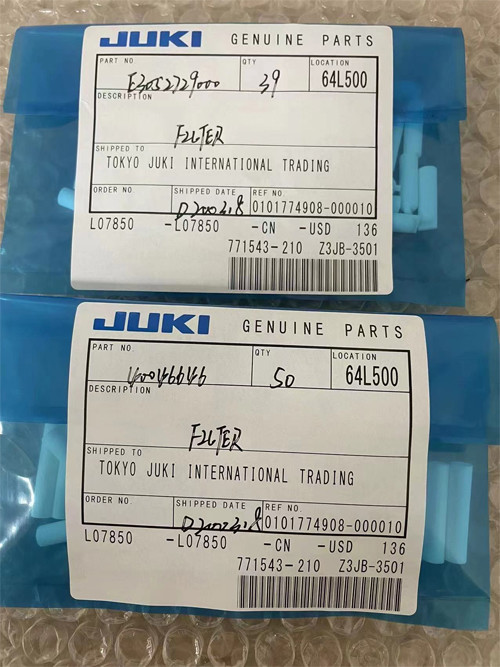 JUKI GENUINE PARTS
PART NO QTY LOCATION
E3052729000 39 64L500
DESCRIPTION
FILTER
SHIPPED TO
TOKYO JUKI INTERNATIONAL TRADING
ORDER NO. SHIPPED DATE REF NO.
0101774908-000010
L07850 -L07850 -CN -USD 136
771543-210 Z3JB-3501
JUKI GENUINE PARTS
PART NO QTY LOCATION
40046646 50 64L500
DESCRIPTION
FILTER
SHIPPED TO
TOKYO JUKI INTERNATIONAL TRADING
ORDER NO. SHIPPED DATE REF NO.
0101774908-000010
L07850 -L07850 -CN -USD 136
771543-210 Z3JB-3501